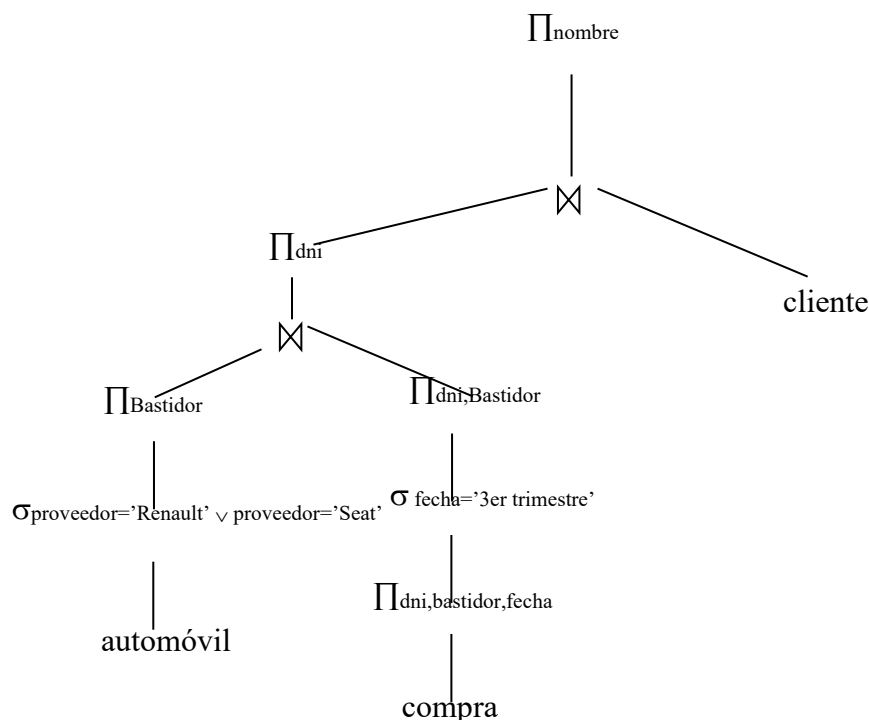 ∏nombre
⋈
∏dni
cliente
⋈
∏Bastidor
∏dni,Bastidor
σproveedor=’Renault’ ∨ proveedor=’Seat’
σ fecha=’3er trimestre’
∏dni,bastidor,fecha
automóvil
compra